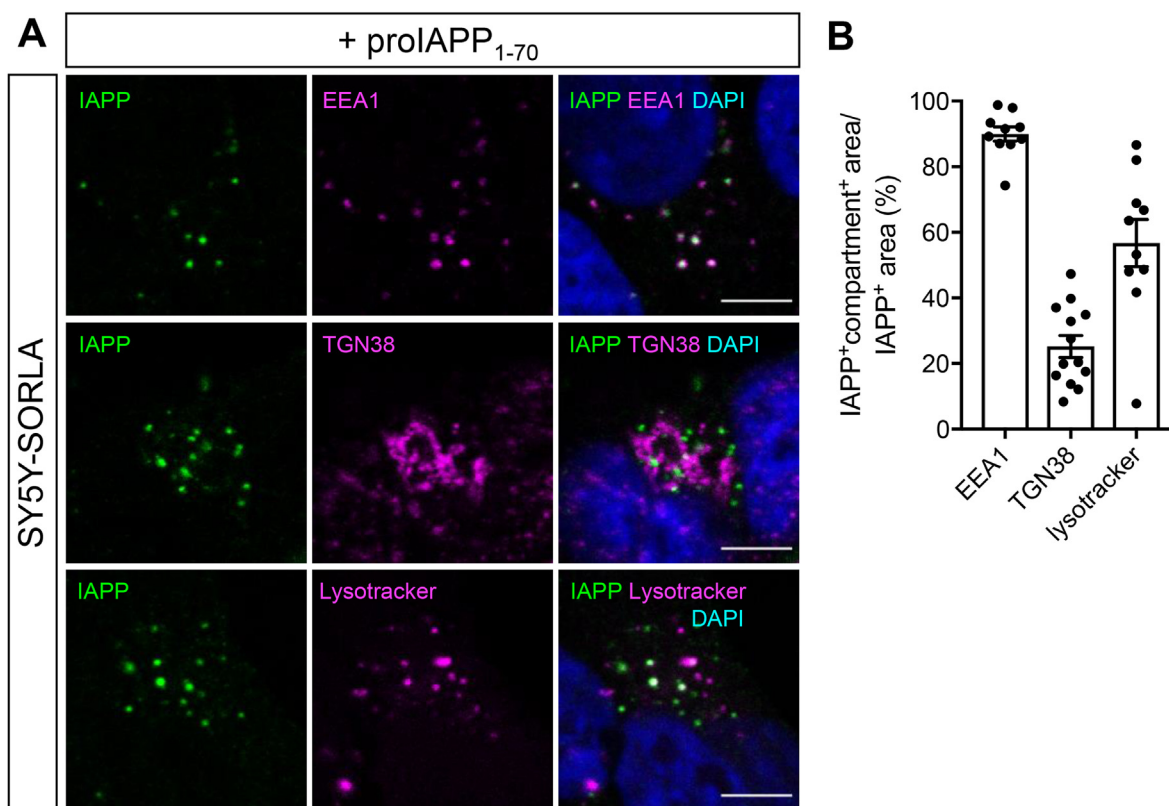 A
+ proIAPP1-70
SY5Y-SORLA
IAPP
EEA1
IAPP EEA1 DAPI
IAPP
TGN38
IAPP TGN38 DAPI
IAPP
Lysotracker
IAPP Lysotracker
DAPI
B
IAPP+compartment+ area/
IAPP+ area (%)
100
80
60
40
20
0
EEA1
TGN38
lysotracker